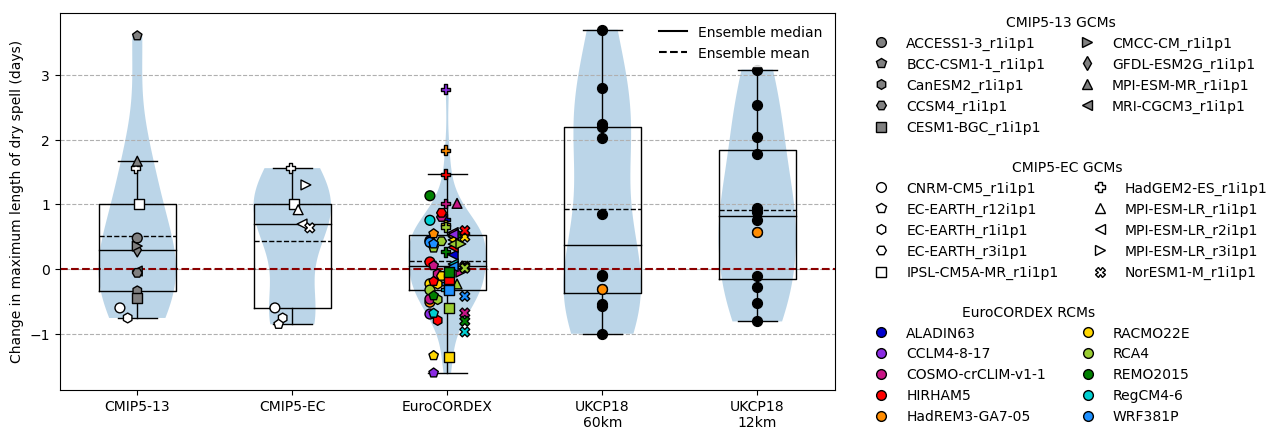 Change in maximum length of dry spell (days)
3
2
1
0
−1
CMIP5-13
CMIP5-EC
EuroCORDEX
UKCP18
60km
UKCP18
12km
Ensemble median
Ensemble mean
CMIP5-13 GCMs
ACCESS1-3_r1i1p1
BCC-CSM1-1_r1i1p1
CanESM2_r1i1p1
CCSM4_r1i1p1
CESM1-BGC_r1i1p1
CMCC-CM_r1i1p1
GFDL-ESM2G_r1i1p1
MPI-ESM-MR_r1i1p1
MRI-CGCM3_r1i1p1
CMIP5-EC GCMs
CNRM-CM5_r1i1p1
EC-EARTH_r12i1p1
EC-EARTH_r1i1p1
EC-EARTH_r3i1p1
IPSL-CM5A-MR_r1i1p1
HadGEM2-ES_r1i1p1
MPI-ESM-LR_r1i1p1
MPI-ESM-LR_r2i1p1
MPI-ESM-LR_r3i1p1
NorESM1-M_r1i1p1
EuroCORDEX RCMs
ALADIN63
CCLM4-8-17
COSMO-crCLIM-v1-1
HIRHAM5
HadREM3-GA7-05
RACMO22E
RCA4
REMO2015
RegCM4-6
WRF381P